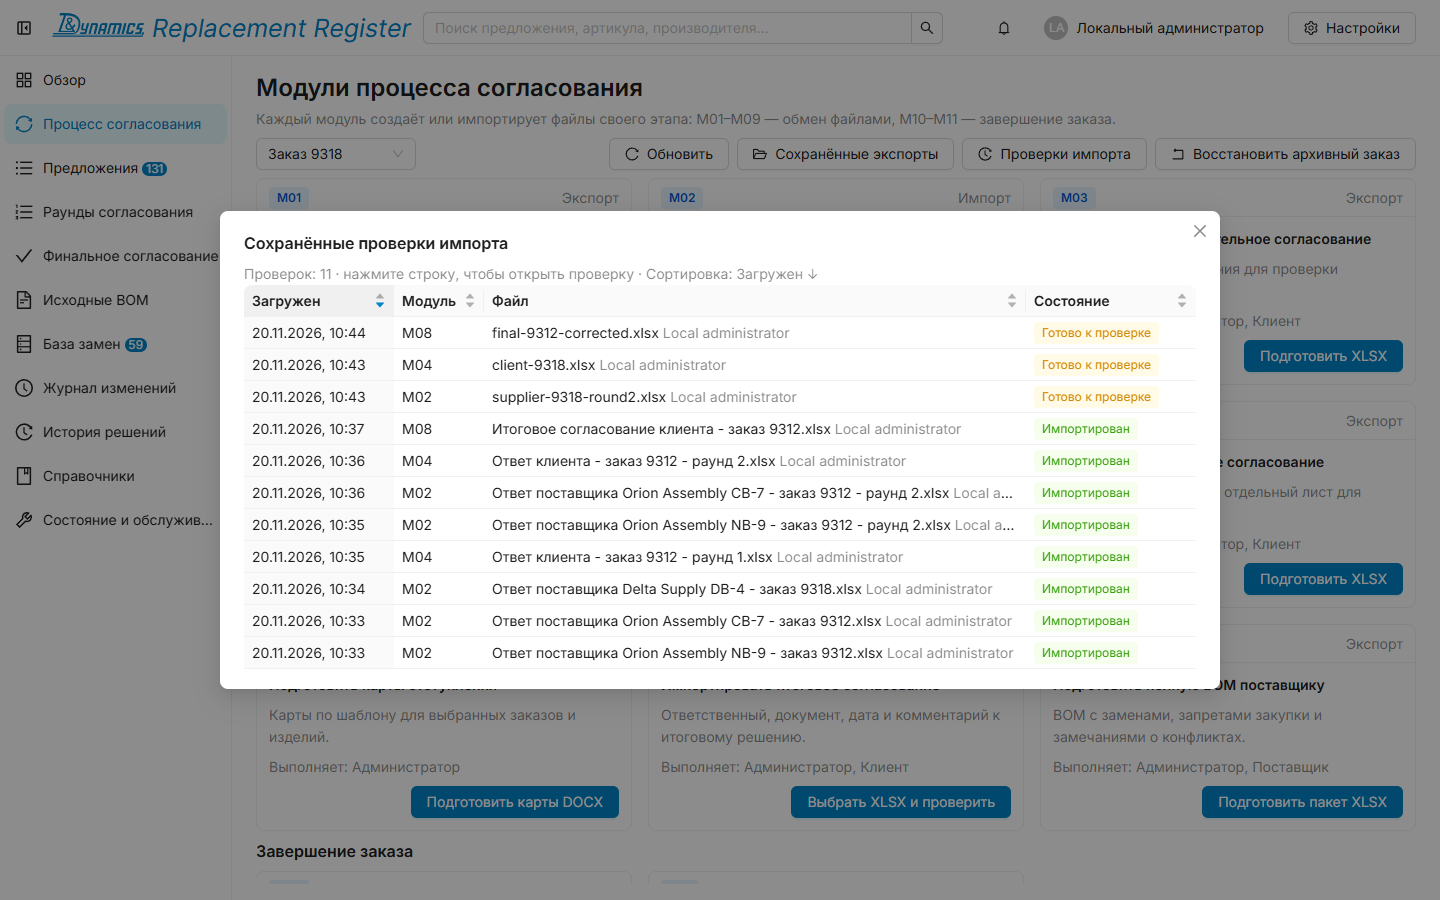 Dynamics Replacement Register
Поиск предложения, артикула, производителя...
LA Локальный администратор
Настройки
Обзор
Процесс согласования
Предложения 131
Раунды согласования
Финальное согласование
Исходные BOM
База замен 59
Журнал изменений
История решений
Справочники
Состояние и обслужив...
Модули процесса согласования
Каждый модуль создаёт или импортирует файлы своего этапа: M01–M09 — обмен файлами, M10–M11 — завершение заказа.
Заказ 9318
Обновить
Сохранённые экспорты
Проверки импорта
Восстановить архивный заказ
M01 Экспорт
M02 Импорт
M03 Экспорт
Сохранённые проверки импорта
Проверок: 11 · нажмите строку, чтобы открыть проверку · Сортировка: Загружен ↓
Загружен Модуль Файл Состояние
20.11.2026, 10:44 M08 final-9312-corrected.xlsx Local administrator Готово к проверке
20.11.2026, 10:43 M04 client-9318.xlsx Local administrator Готово к проверке
20.11.2026, 10:43 M02 supplier-9318-round2.xlsx Local administrator Готово к проверке
20.11.2026, 10:37 M08 Итоговое согласование клиента - заказ 9312.xlsx Local administrator Импортирован
20.11.2026, 10:36 M04 Ответ клиента - заказ 9312 - раунд 2.xlsx Local administrator Импортирован
20.11.2026, 10:36 M02 Ответ поставщика Orion Assembly CB-7 - заказ 9312 - раунд 2.xlsx Local a... Импортирован
20.11.2026, 10:35 M02 Ответ поставщика Orion Assembly NB-9 - заказ 9312 - раунд 2.xlsx Local a... Импортирован
20.11.2026, 10:35 M04 Ответ клиента - заказ 9312 - раунд 1.xlsx Local administrator Импортирован
20.11.2026, 10:34 M02 Ответ поставщика Delta Supply DB-4 - заказ 9318.xlsx Local administrator Импортирован
20.11.2026, 10:33 M02 Ответ поставщика Orion Assembly CB-7 - заказ 9312.xlsx Local administrator Импортирован
20.11.2026, 10:33 M02 Ответ поставщика Orion Assembly NB-9 - заказ 9312.xlsx Local administrator Импортирован
согласование
для проверки
Клиент
Подготовить XLSX
Экспорт
согласование
отдельный лист для
Клиент
Подготовить XLSX
Экспорт
BOM поставщику
Карты по шаблону для выбранных заказов и
изделий.
Выполняет: Администратор
Подготовить карты DOCX
Ответственный, документ, дата и комментарий к
итоговому решению.
Выполняет: Администратор, Клиент
Выбрать XLSX и проверить
BOM с заменами, запретами закупки и
замечаниями о конфликтах.
Выполняет: Администратор, Поставщик
Подготовить пакет XLSX
Завершение заказа